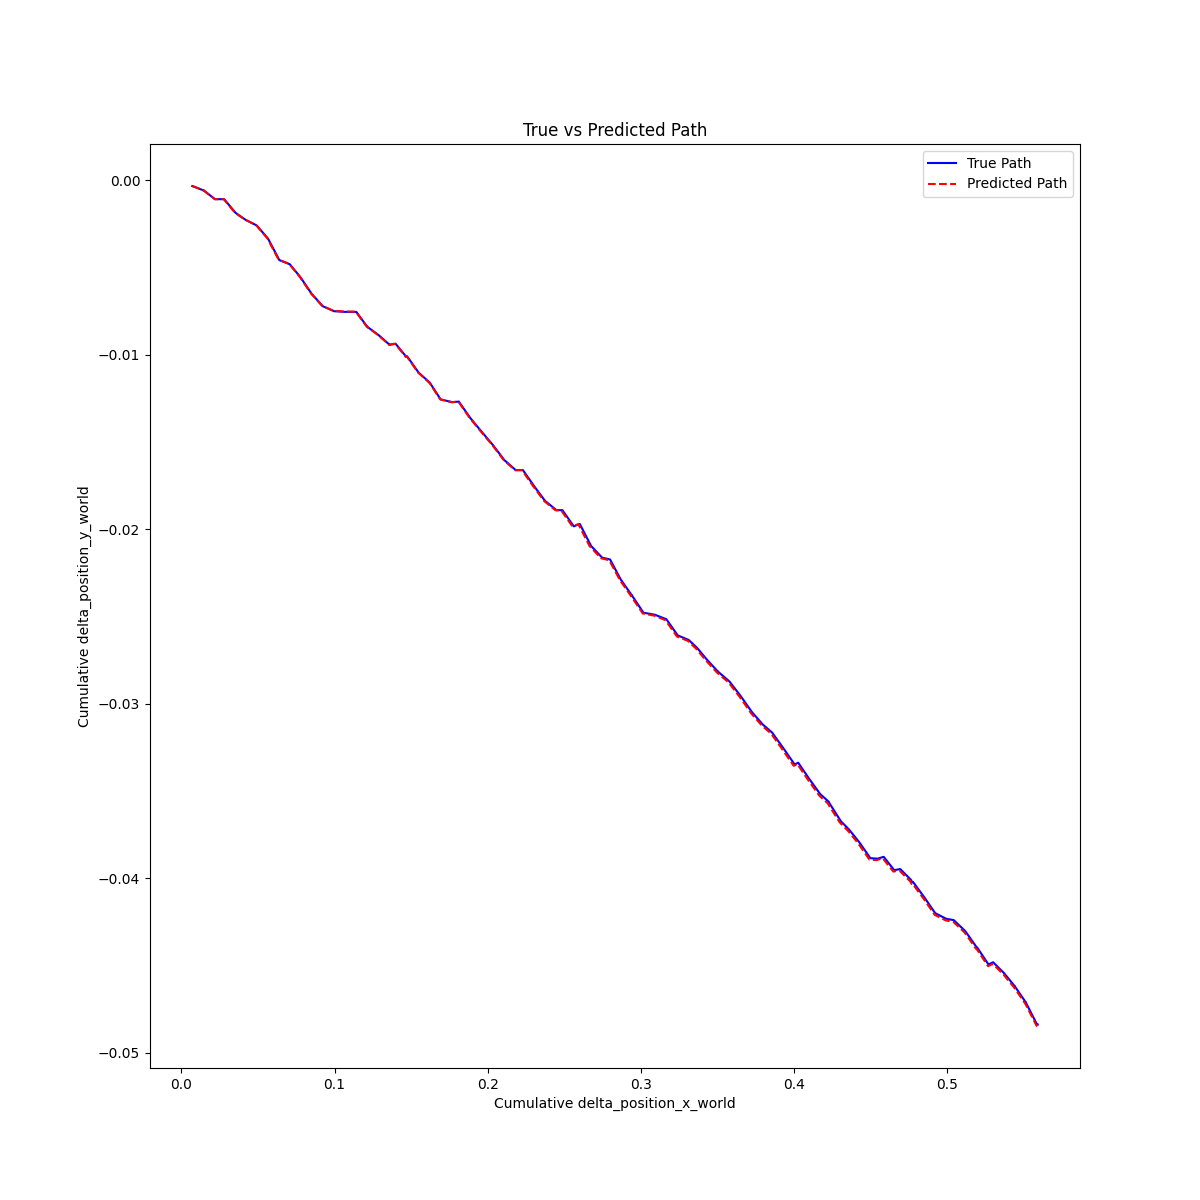 True vs Predicted Path
True Path
Predicted Path
0.00
−0.01
−0.02
−0.03
−0.04
−0.05
Cumulative delta_position_y_world
0.0 0.1 0.2 0.3 0.4 0.5
Cumulative delta_position_x_world